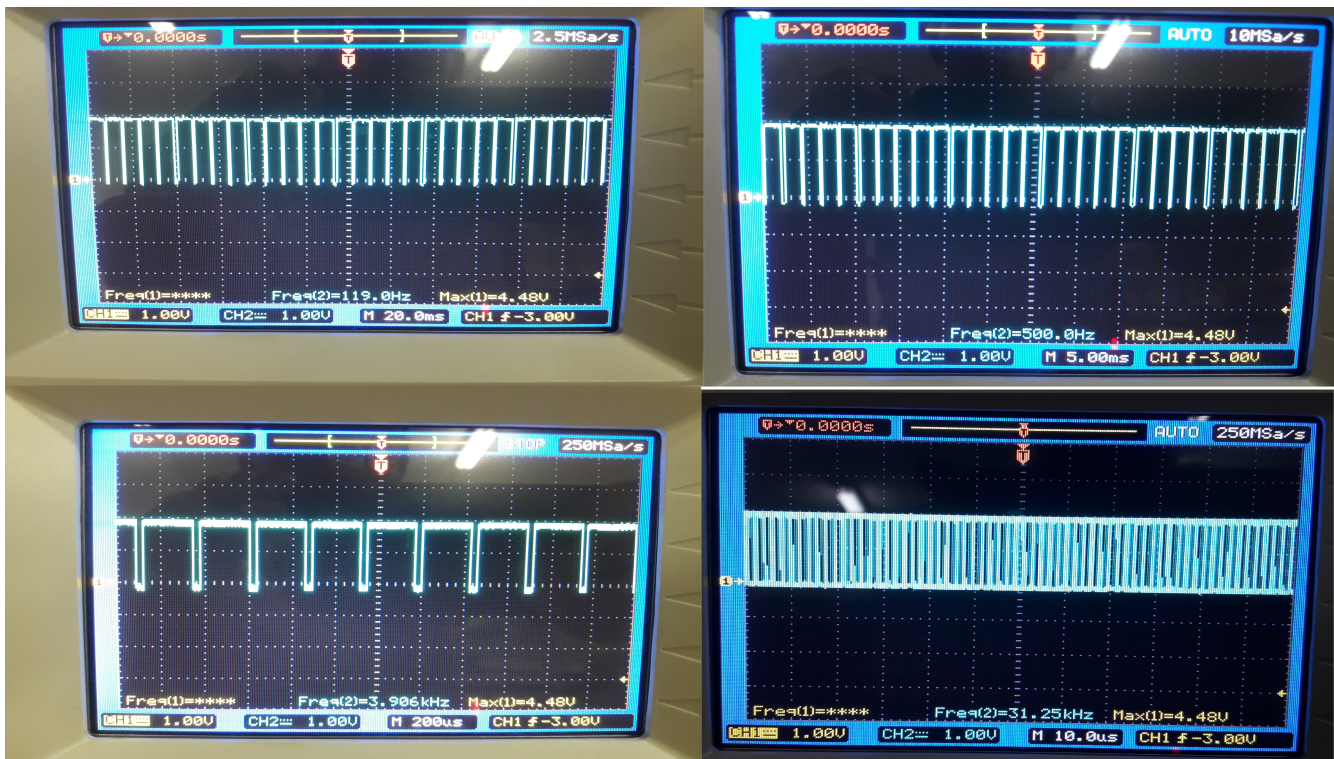 0.0000s AUTO 2.5MSa/s
T
1
Freq(1)=**** Freq(2)=119.0Hz Max(1)=4.48V
CH1 1.00V CH2 1.00V M 20.0ms CH1 -3.00V
0.0000s AUTO 10MSa/s
T
1
Freq(1)=**** Freq(2)=500.0Hz Max(1)=4.48V
CH1 1.00V CH2 1.00V M 5.00ms CH1 -3.00V
0.0000s STOP 250MSa/s
T
1
Freq(1)=**** Freq(2)=3.906kHz Max(1)=4.48V
CH1 1.00V CH2 1.00V M 200us CH1 -3.00V
0.0000s AUTO 250MSa/s
T
1
Freq(1)=**** Freq(2)=31.25kHz Max(1)=4.48V
CH1 1.00V CH2 1.00V M 10.0us CH1 -3.00V